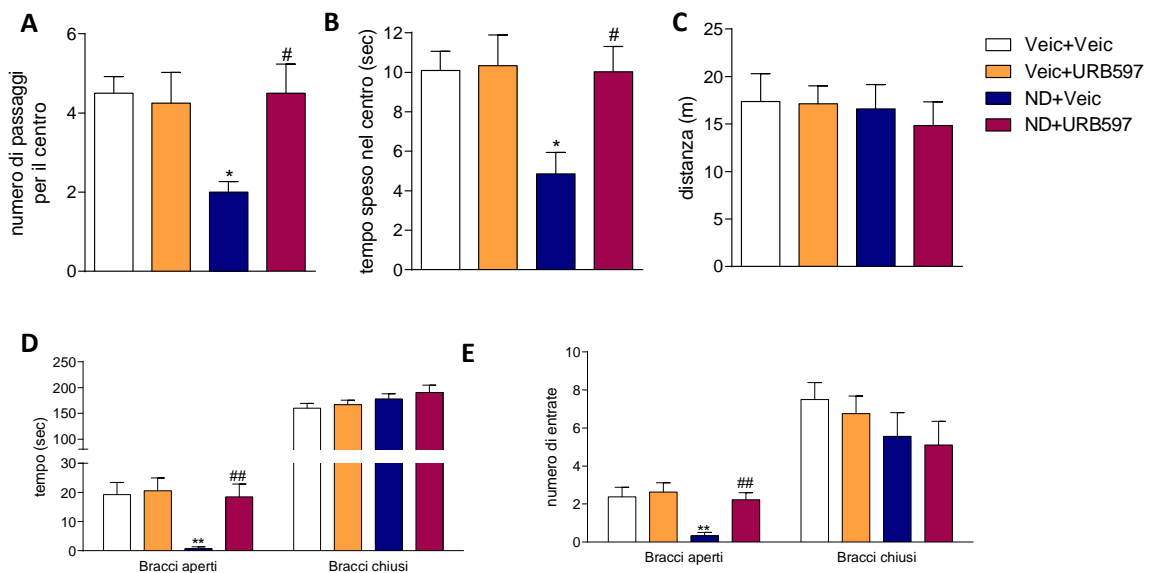 A
numero di passaggi
per il centro
6
4
2
0
*
#
B
tempo speso nel centro (sec)
12
10
8
6
4
2
0
*
#
C
distanza (m)
25
20
15
10
5
0
Veic+Veic
Veic+URB597
ND+Veic
ND+URB597
D
tempo (sec)
250
200
150
100
30
20
10
0
**
##
Bracci aperti
Bracci chiusi
E
numero di entrate
10
8
6
4
2
0
**
##
Bracci aperti
Bracci chiusi